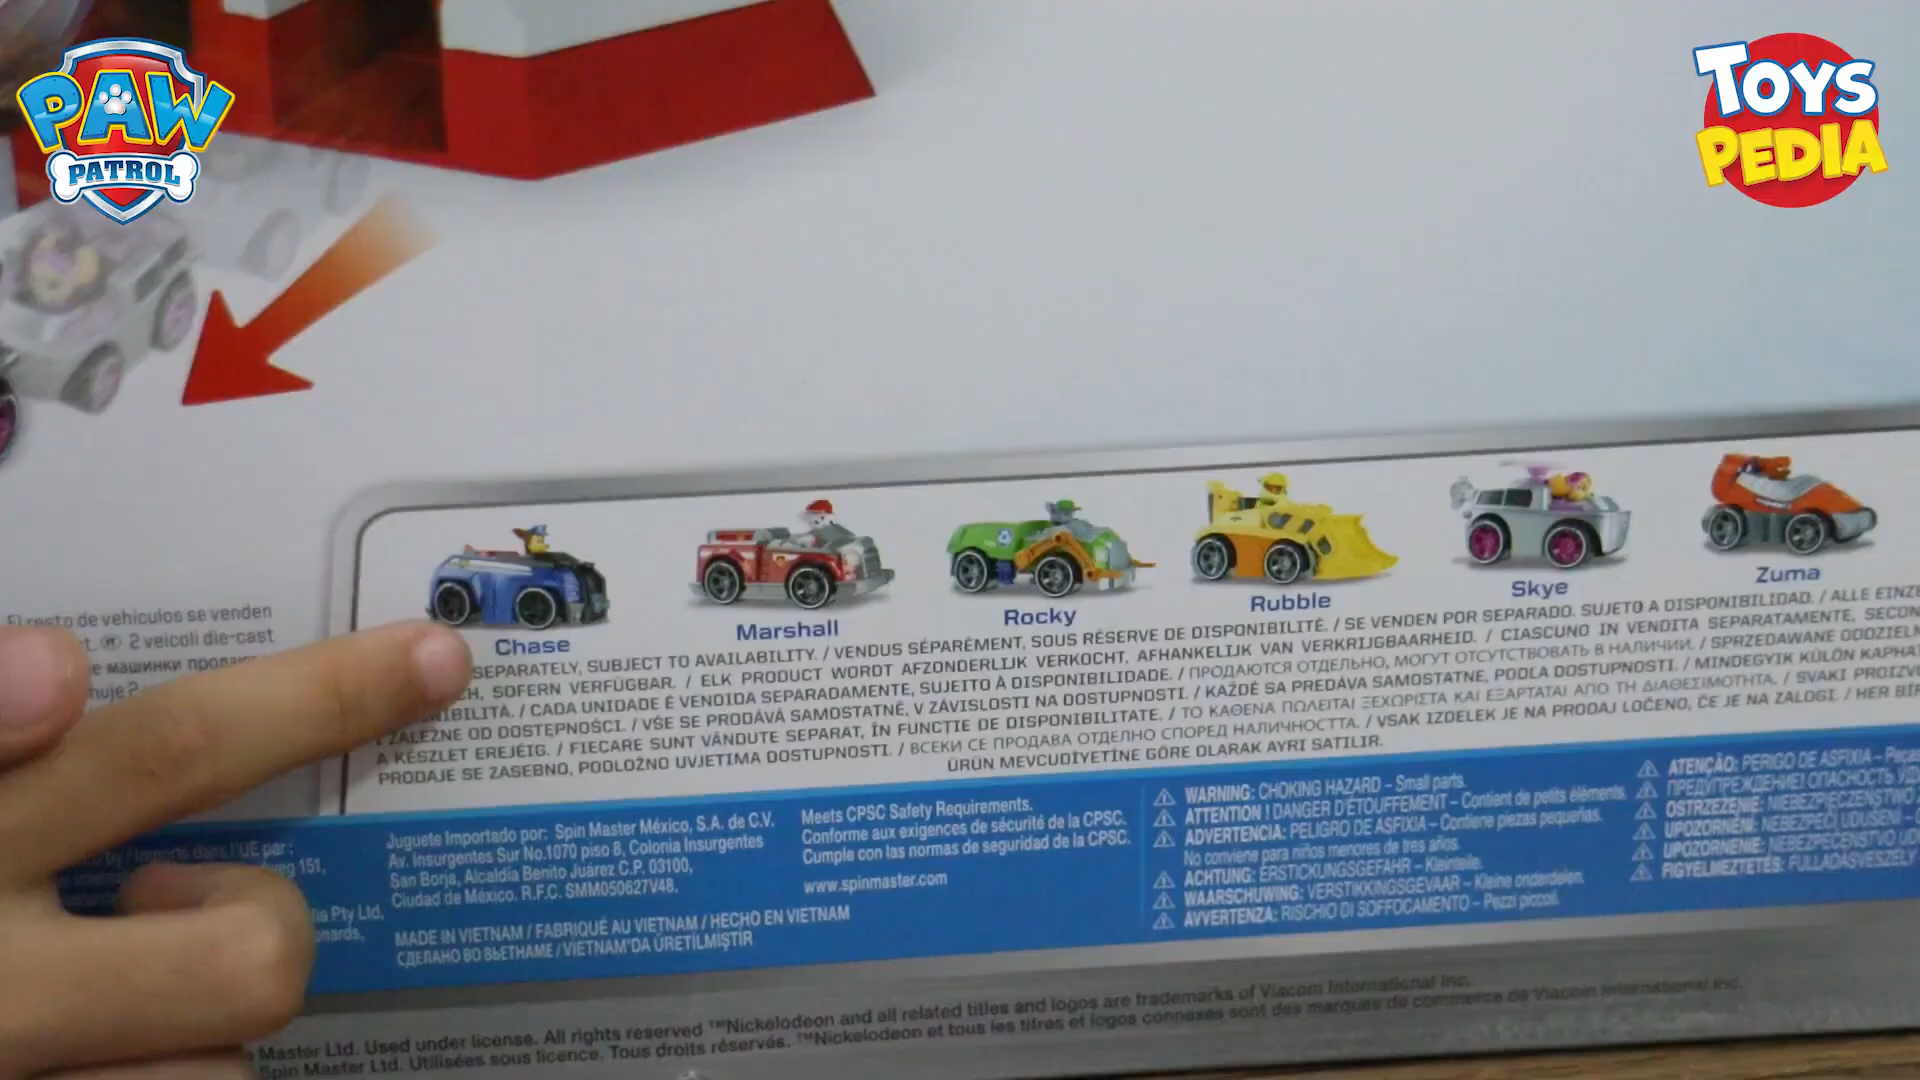 PAW
PATROL
TOYS
PEDIA
Chase
Marshall
Rocky
Rubble
Skye
Zuma
El resto de vehículos se venden
2 veicoli die-cast
SEPARATELY, SUBJECT TO AVAILABILITY. / VENDUS SÉPARÉMENT, SOUS RÉSERVE DE DISPONIBILITÉ. / SE VENDEN POR SEPARADO. SUJETO A DISPONIBILIDAD. / ALLE
SOFERN VERFÜGBAR. / ELK PRODUCT WORDT AFZONDERLIJK VERKOCHT, AFHANKELIJK VAN VERKRIJGBAARHEID. / CIASCUNO IN VENDITA SEPARATAMENTE,
/ CADA UNIDADE É VENDIDA SEPARADAMENTE, SUJEITO À DISPONIBILIDADE. / ПРОДАЮТСЯ ОТДЕЛЬНО, МОГУТ ОТСУТСТВОВАТЬ В НАЛИЧИИ. / SPRZEDAWANE
ZALEŻNE OD DOSTĘPNOŚCI. / VŠE SE PRODÁVÁ SAMOSTATNĚ, V ZÁVISLOSTI NA DOSTUPNOSTI. / KAŽDÉ SA PREDÁVA SAMOSTATNE, PODĽA DOSTUPNOSTI. / MINDEGYIK KÜLÖN
A KÉSZLET EREJÉIG. / FIECARE SUNT VÂNDUTE SEPARAT, ÎN FUNCȚIE DE DISPONIBILITATE. / ΤΟ ΚΑΘΕΝΑ ΠΩΛΕΙΤΑΙ ΞΕΧΩΡΙΣΤΑ ΚΑΙ ΕΞΑΡΤΑΤΑΙ ΑΠΟ ΤΗ ΔΙΑΘΕΣΙΜΟΤΗΤΑ. / SVAKI
PRODAJE SE ZASEBNO, PODLOŽNO UVJETIMA DOSTUPNOSTI. / ВСЕКИ СЕ ПРОДАВА ОТДЕЛНО СПОРЕД НАЛИЧНОСТТА. / VSAK IZDELEK JE NA PRODAJ LOČENO, ČE JE NA ZALOGI. / HER
ÜRÜN MEVCUDİYETİNE GÖRE OLARAK AYRI SATILIR.
Juguete Importado por: Spin Master México, S.A. de C.V.
Av. Insurgentes Sur No.1070 piso 8, Colonia Insurgentes
San Borja, Alcaldía Benito Juárez C.P. 03100,
Ciudad de México. R.F.C. SMM050627V48.
MADE IN VIETNAM / FABRIQUÉ AU VIETNAM / HECHO EN VIETNAM
СДЕЛАНО ВО ВЬЕТНАМЕ / VIETNAM'DA ÜRETİLMİŞTİR
Meets CPSC Safety Requirements.
Conforme aux exigences de sécurité de la CPSC.
Cumple con las normas de seguridad de la CPSC.
www.spinmaster.com
WARNING: CHOKING HAZARD – Small parts.
ATTENTION ! DANGER D'ÉTOUFFEMENT – Contient de petits éléments.
ADVERTENCIA: PELIGRO DE ASFIXIA – Contiene piezas pequeñas.
No conviene para niños menores de tres años.
ACHTUNG: ERSTICKUNGSGEFAHR – Kleinteile.
WAARSCHUWING: VERSTIKKINGSGEVAAR – Kleine onderdelen.
AVVERTENZA: RISCHIO DI SOFFOCAMENTO – Pezzi piccoli.
ATENÇÃO: PERIGO DE ASFIXIA –
ПРЕДУПРЕЖДЕНИЕ! ОПАСНОСТЬ
OSTRZEŻENIE:
UPOZORNĚNÍ:
UPOZORNENIE:
FIGYELMEZTETÉS: FULLADÁSVESZÉLY
Master Ltd. Used under license. All rights reserved ™Nickelodeon and all related titles and logos are trademarks of Viacom International Inc.
Spin Master Ltd. Utilisées sous licence. Tous droits réservés. ™Nickelodeon et tous les titres et logos connexes sont des marques de commerce de Viacom International Inc.